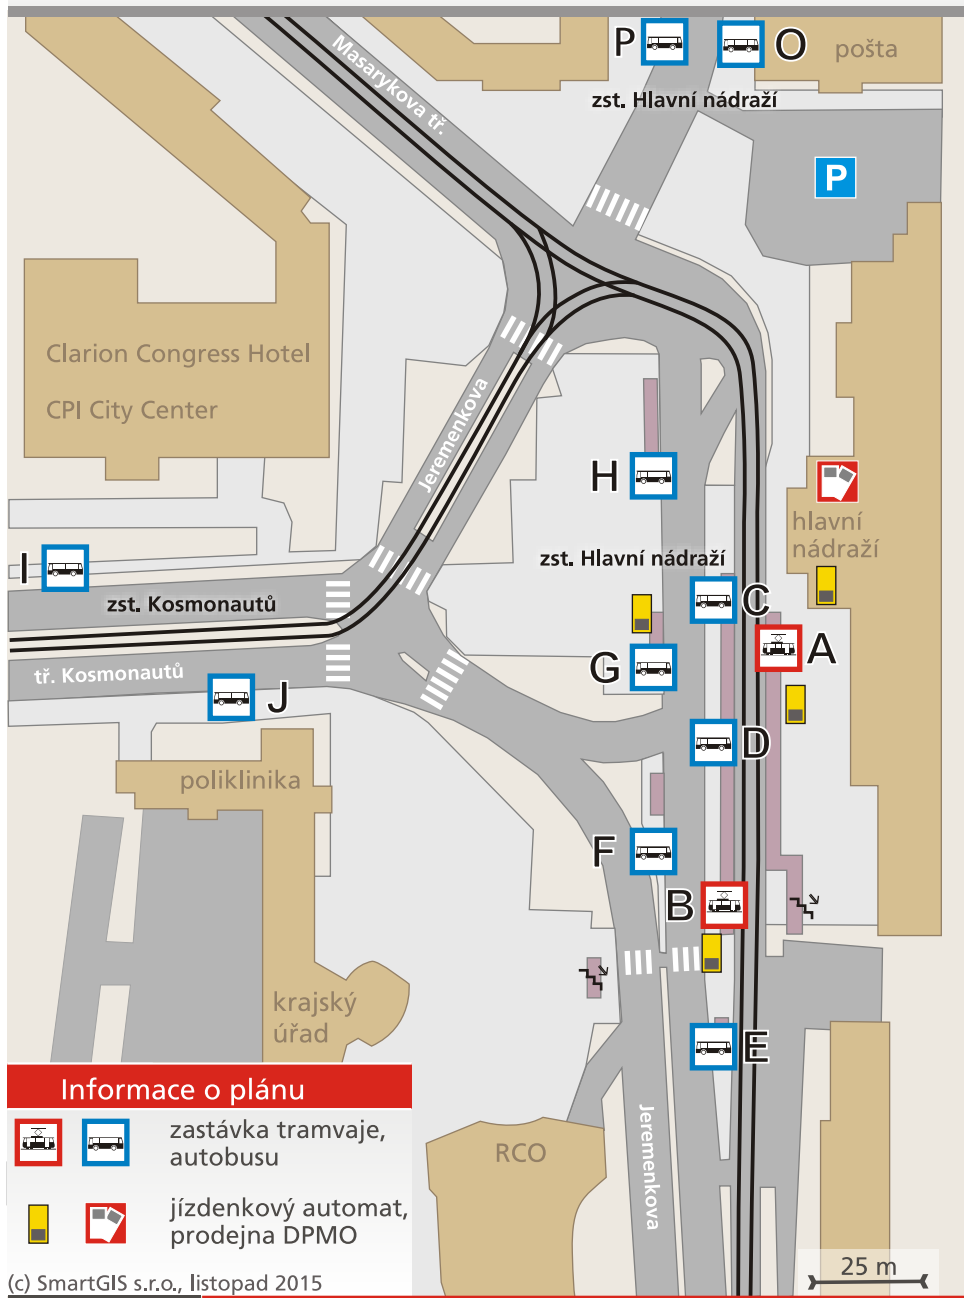 P
O
pošta
Masarykova tř.
zst. Hlavní nádraží
P
Clarion Congress Hotel
CPI City Center
Jeremenkova
H
hlavní
nádraží
I
zst. Hlavní nádraží
C
zst. Kosmonautů
A
tř. Kosmonautů
G
J
D
poliklinika
F
B
krajský
úřad
E
Informace o plánu
zastávka tramvaje,
autobusu
jízdenkový automat,
prodejna DPMO
RCO
Jeremenkova
25 m
(c) SmartGIS s.r.o., listopad 2015